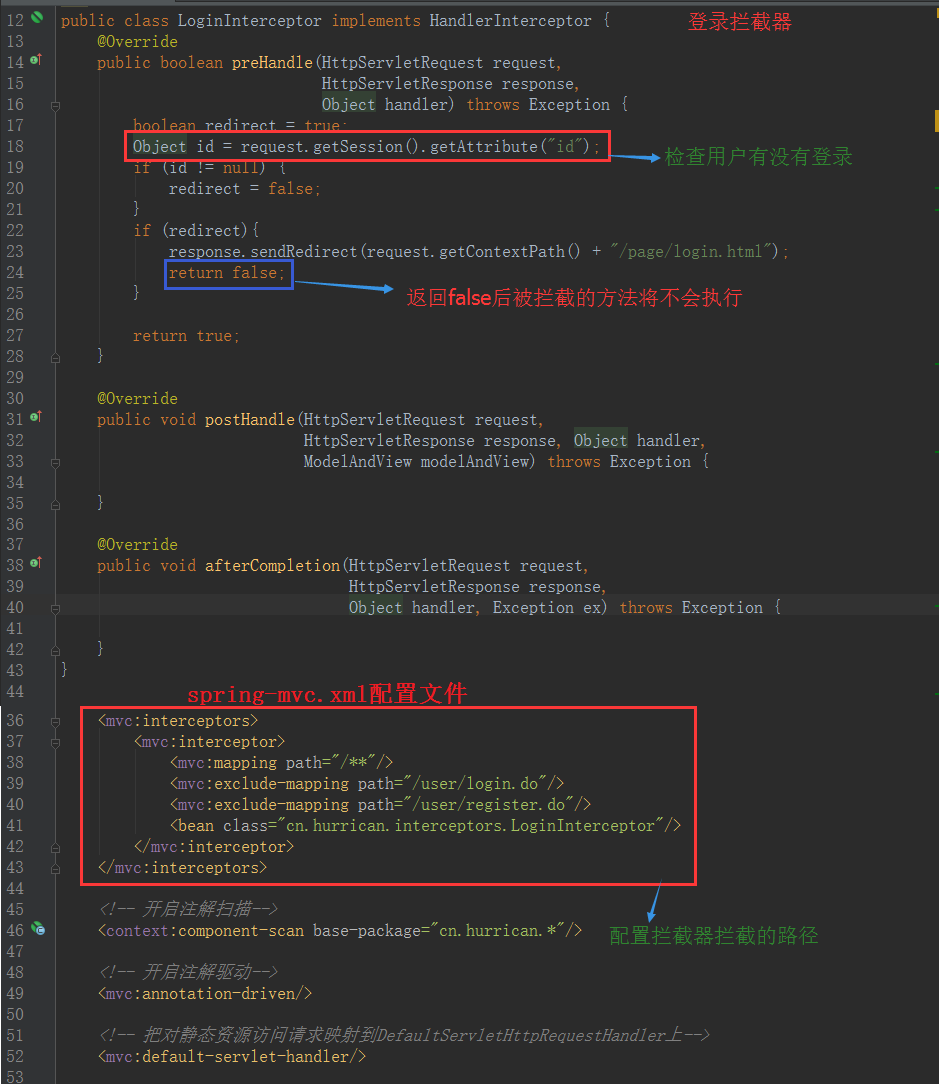 12 public class LoginInterceptor implements HandlerInterceptor { 登录拦截器
13 @Override
14 public boolean preHandle(HttpServletRequest request,
15 HttpServletResponse response,
16 Object handler) throws Exception {
17 boolean redirect = true;
18 Object id = request.getSession().getAttribute("id"); 检查用户有没有登录
19 if (id != null) {
20 redirect = false;
21 }
22 if (redirect){
23 response.sendRedirect(request.getContextPath() + "/page/login.html");
24 return false;
25 } 返回false后被拦截的方法将不会执行
26
27 return true;
28 }
29
30 @Override
31 public void postHandle(HttpServletRequest request,
32 HttpServletResponse response, Object handler,
33 ModelAndView modelAndView) throws Exception {
34
35 }
36
37 @Override
38 public void afterCompletion(HttpServletRequest request,
39 HttpServletResponse response,
40 Object handler, Exception ex) throws Exception {
41
42 }
43 }
44
spring-mvc.xml配置文件
36 <mvc:interceptors>
37 <mvc:interceptor>
38 <mvc:mapping path="/**"/>
39 <mvc:exclude-mapping path="/user/login.do"/>
40 <mvc:exclude-mapping path="/user/register.do"/>
41 <bean class="cn.hurrican.interceptors.LoginInterceptor"/>
42 </mvc:interceptor>
43 </mvc:interceptors>
44
45 <!-- 开启注解扫描-->
46 <context:component-scan base-package="cn.hurrican.*"/> 配置拦截器拦截的路径
47
48 <!-- 开启注解驱动-->
49 <mvc:annotation-driven/>
50
51 <!-- 把对静态资源访问请求映射到DefaultServletHttpRequestHandler上-->
52 <mvc:default-servlet-handler/>
53